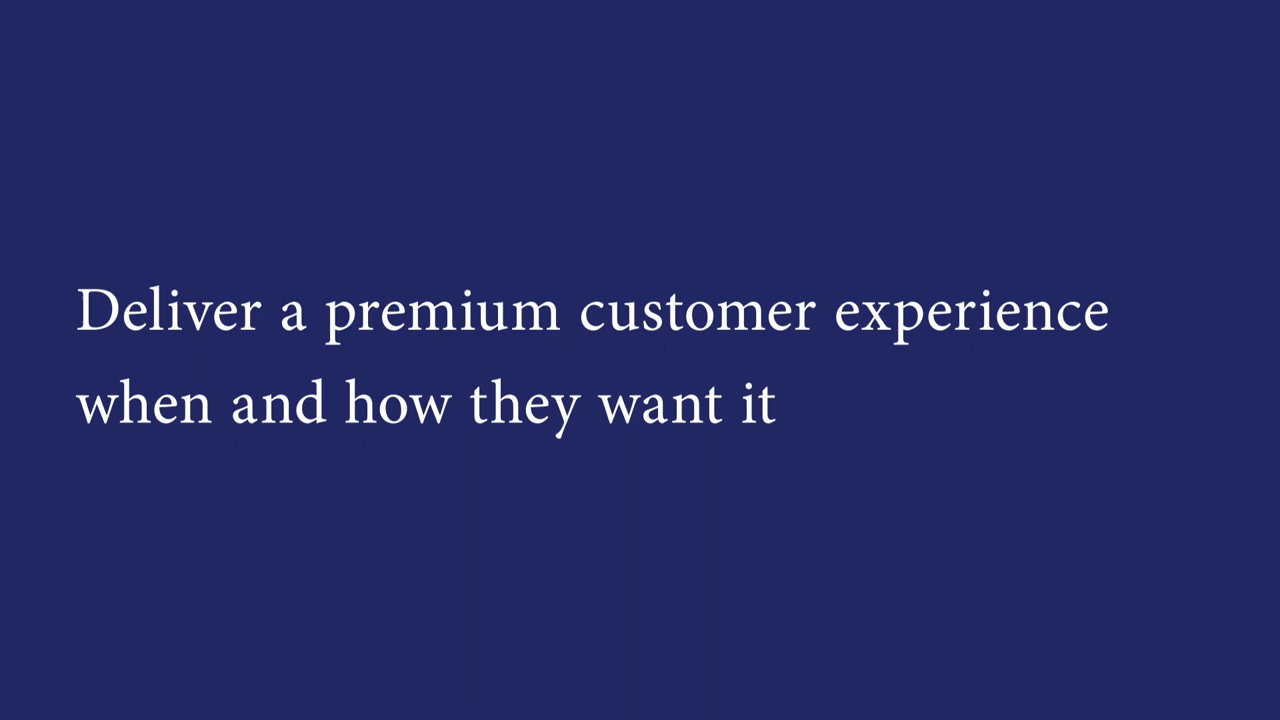 Deliver a premium customer experience
when and how they want it